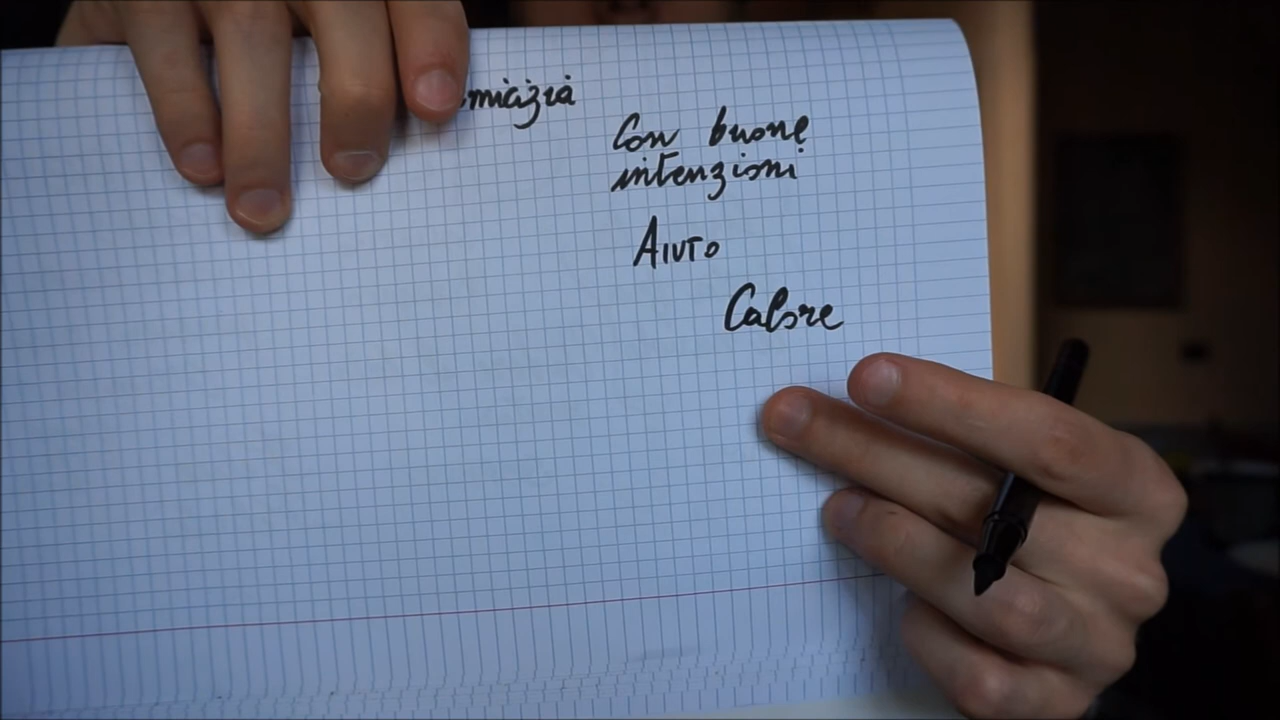 micizia
Con buone
intenzioni
Aiuto
Calore